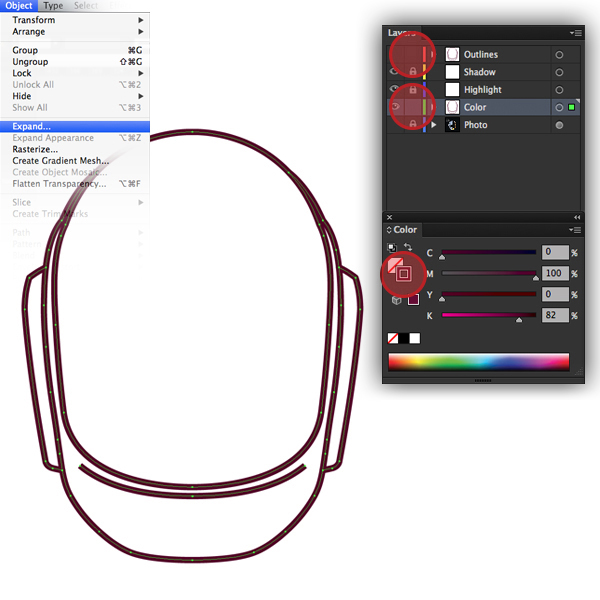 Object Type Select
Transform
Arrange
Group ⌘G
Ungroup ⇧⌘G
Lock
Unlock All ⌥⌘2
Hide
Show All ⌥⌘3
Expand...
Expand Appearance ⌥⌘Z
Rasterize...
Create Gradient Mesh...
Create Object Mosaic...
Flatten Transparency... ⌥⌘F
Slice
Create Trim Marks
Path
Layers
Outlines
Shadow
Highlight
Color
Photo
Color
C 0 %
M 100 %
Y 0 %
K 82 %